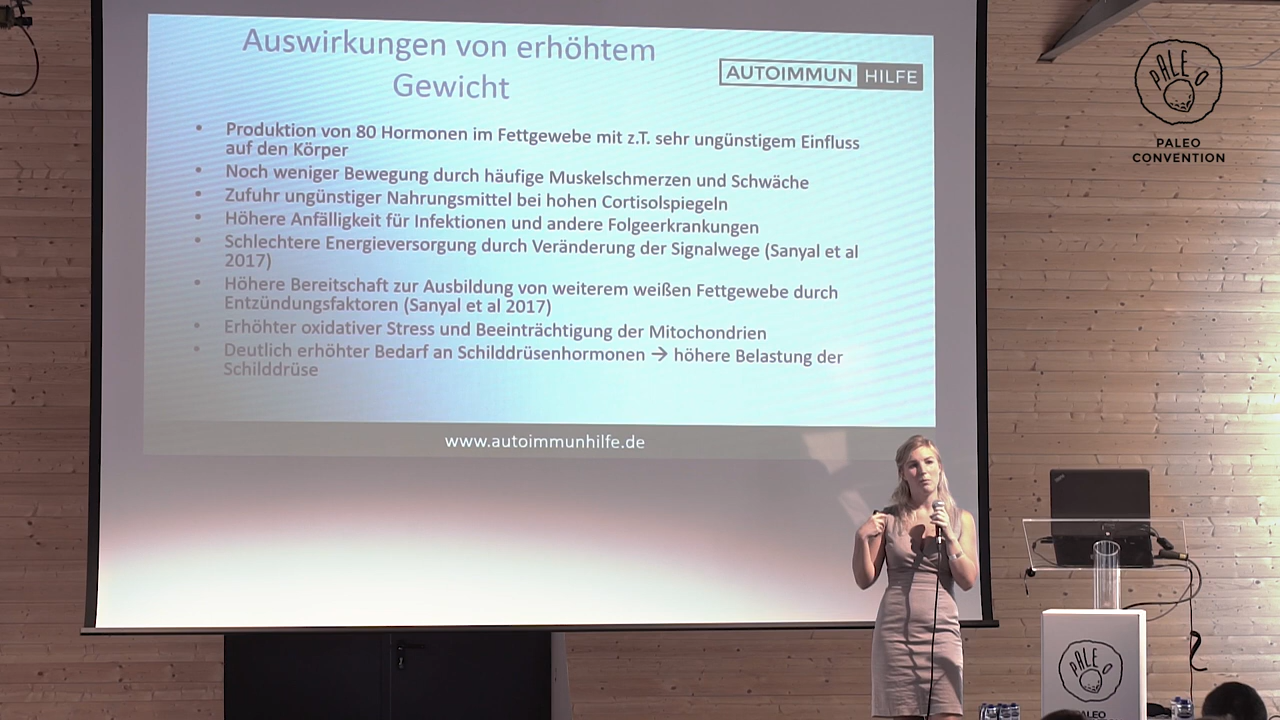 Auswirkungen von erhöhtem
Gewicht
AUTOIMMUN HILFE
• Produktion von 80 Hormonen im Fettgewebe mit z.T. sehr ungünstigem Einfluss
auf den Körper
• Noch weniger Bewegung durch häufige Muskelschmerzen und Schwäche
• Zufuhr ungünstiger Nahrungsmittel bei hohen Cortisolspiegeln
• Höhere Anfälligkeit für Infektionen und andere Folgeerkrankungen
• Schlechtere Energieversorgung durch Veränderung der Signalwege (Sanyal et al
2017)
• Höhere Bereitschaft zur Ausbildung von weiterem weißen Fettgewebe durch
Entzündungsfaktoren (Sanyal et al 2017)
• Erhöhter oxidativer Stress und Beeinträchtigung der Mitochondrien
• Deutlich erhöhter Bedarf an Schilddrüsenhormonen → höhere Belastung der
Schilddrüse
www.autoimmunhilfe.de
PALEO
PALEO
CONVENTION
PALEO
PALEO